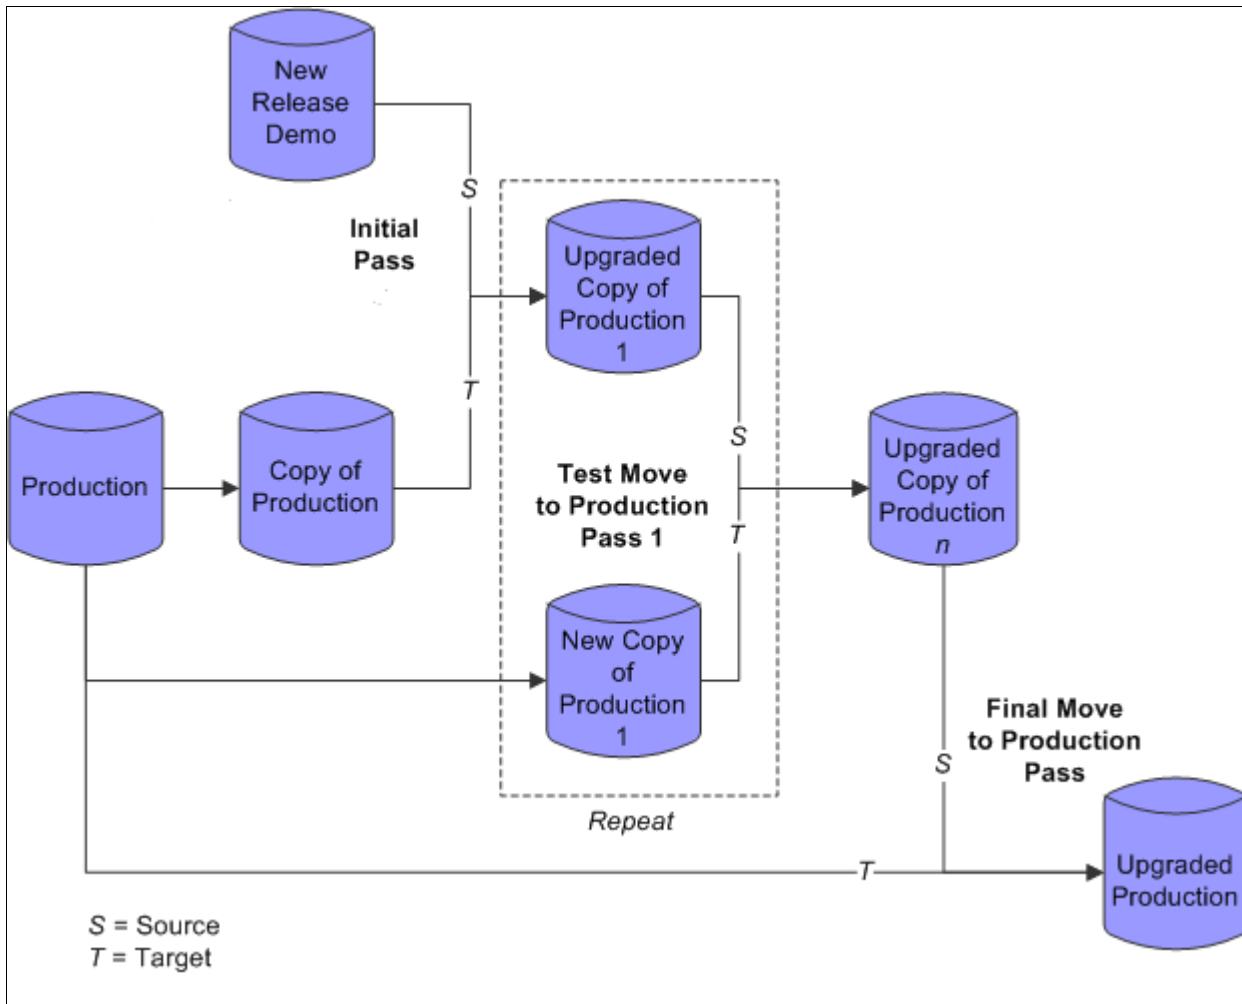 New
Release
Demo
S
Initial
Pass
Upgraded
Copy of
Production
1
T
Production
Copy of
Production
S
Test Move
to Production
Pass 1
T
Upgraded
Copy of
Production
n
New Copy
of
Production
1
Final Move
to Production
Pass
S
Repeat
T
Upgraded
Production
S = Source
T = Target